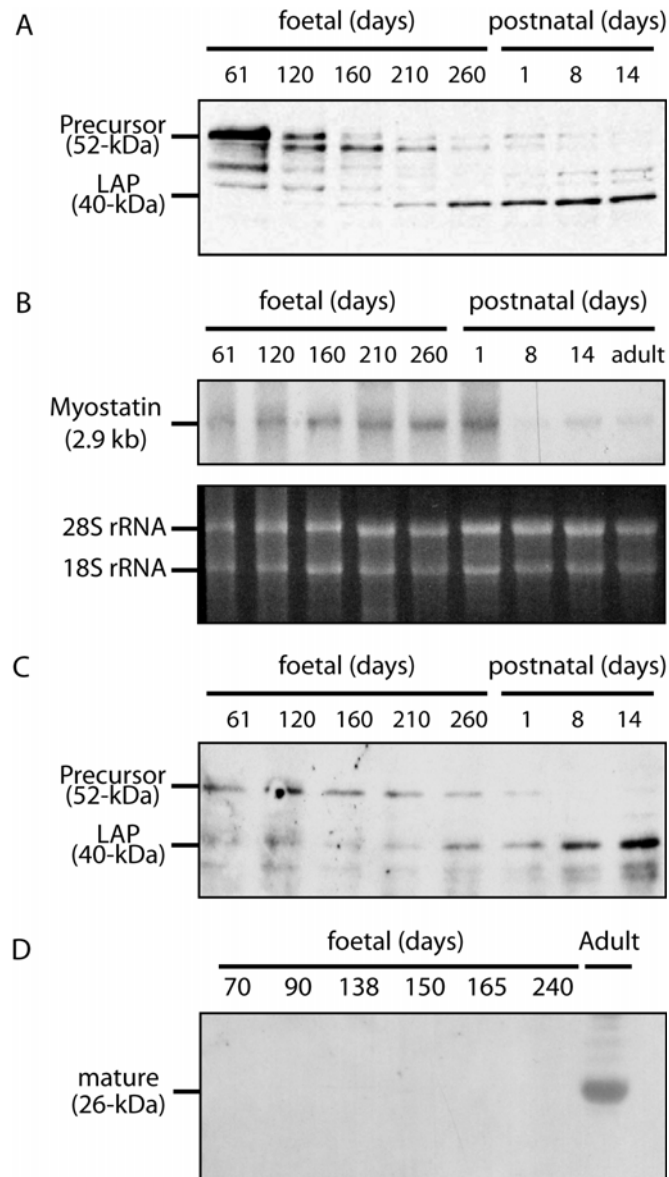 A
foetal (days) postnatal (days)
61 120 160 210 260 1 8 14
Precursor
(52-kDa)
LAP
(40-kDa)
B
foetal (days) postnatal (days)
61 120 160 210 260 1 8 14 adult
Myostatin
(2.9 kb)
28S rRNA
18S rRNA
C
foetal (days) postnatal (days)
61 120 160 210 260 1 8 14
Precursor
(52-kDa)
LAP
(40-kDa)
D
foetal (days) Adult
70 90 138 150 165 240
mature
(26-kDa)